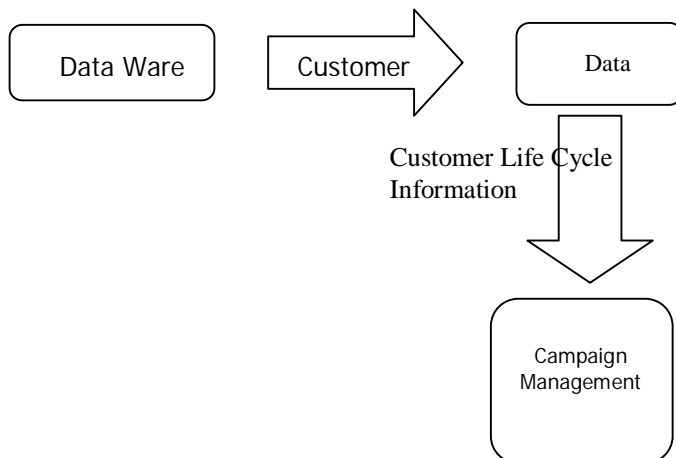 Data Ware
Customer
Data
Customer Life Cycle
Information
Campaign
Management